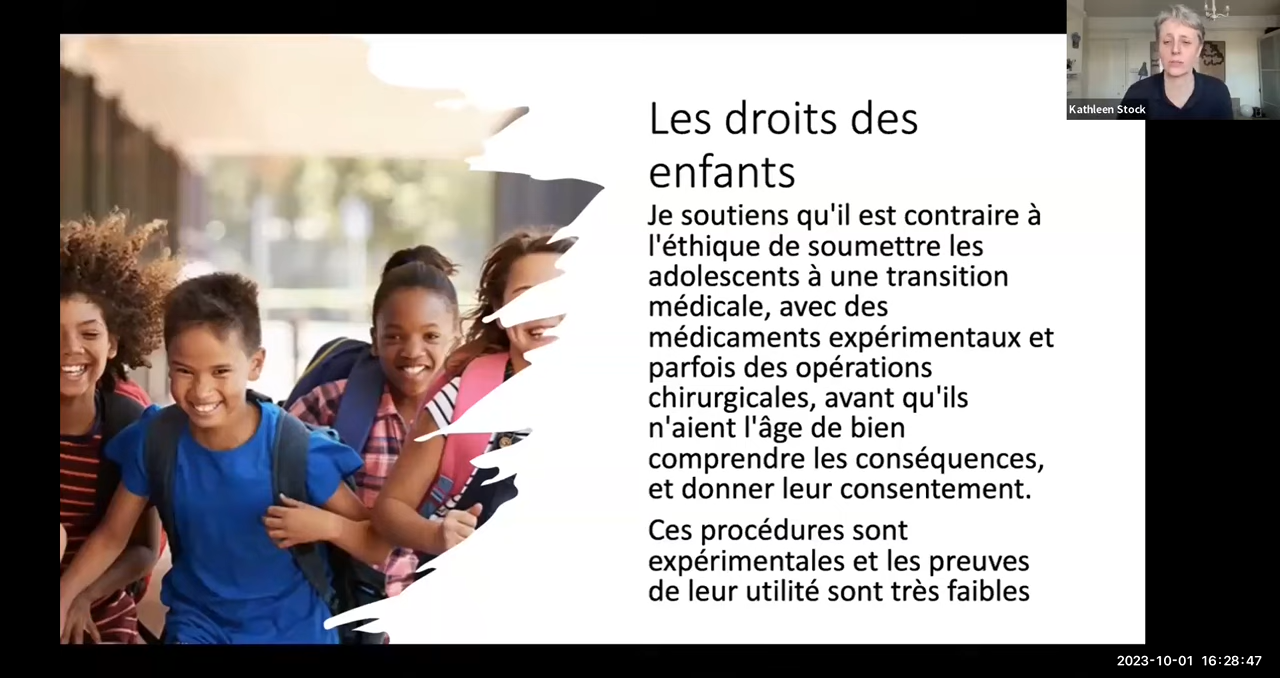 Kathleen Stock
Les droits des
enfants
Je soutiens qu'il est contraire à
l'éthique de soumettre les
adolescents à une transition
médicale, avec des
médicaments expérimentaux et
parfois des opérations
chirurgicales, avant qu'ils
n'aient l'âge de bien
comprendre les conséquences,
et donner leur consentement.
Ces procédures sont
expérimentales et les preuves
de leur utilité sont très faibles
2023-10-01 16:28:47